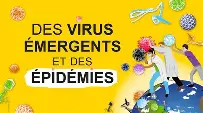 DES VIRUS
ÉMERGENTS
ET DES
ÉPIDÉMIES